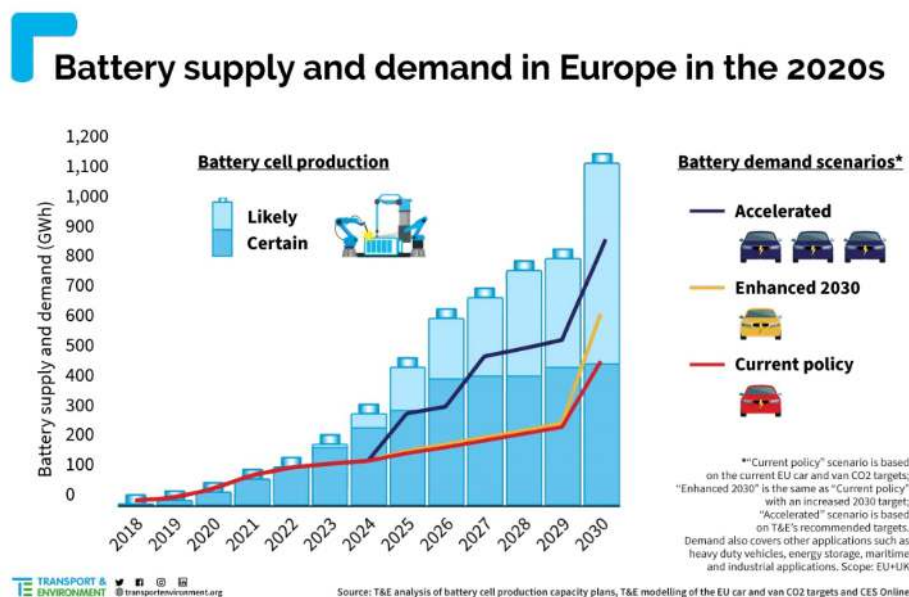 Battery supply and demand in Europe in the 2020s
Battery supply and demand (GWh)
1,200
1,100
1,000
900
800
700
600
500
400
300
200
100
0
Battery cell production
Likely
Certain
2018
2019
2020
2021
2022
2023
2024
2025
2026
2027
2028
2029
2030
Battery demand scenarios*
Accelerated
Enhanced 2030
Current policy
*"Current policy" scenario is based
on the current EU car and van CO2 targets;
"Enhanced 2030" is the same as "Current policy"
with an increased 2030 target;
"Accelerated" scenario is based
on T&E's recommended targets.
Demand also covers other applications such as
heavy duty vehicles, energy storage, maritime
and industrial applications. Scope: EU+UK
TE TRANSPORT &
ENVIRONMENT
@transportenvironment.org
Source: T&E analysis of battery cell production capacity plans, T&E modelling of the EU car and van CO2 targets and CES Online